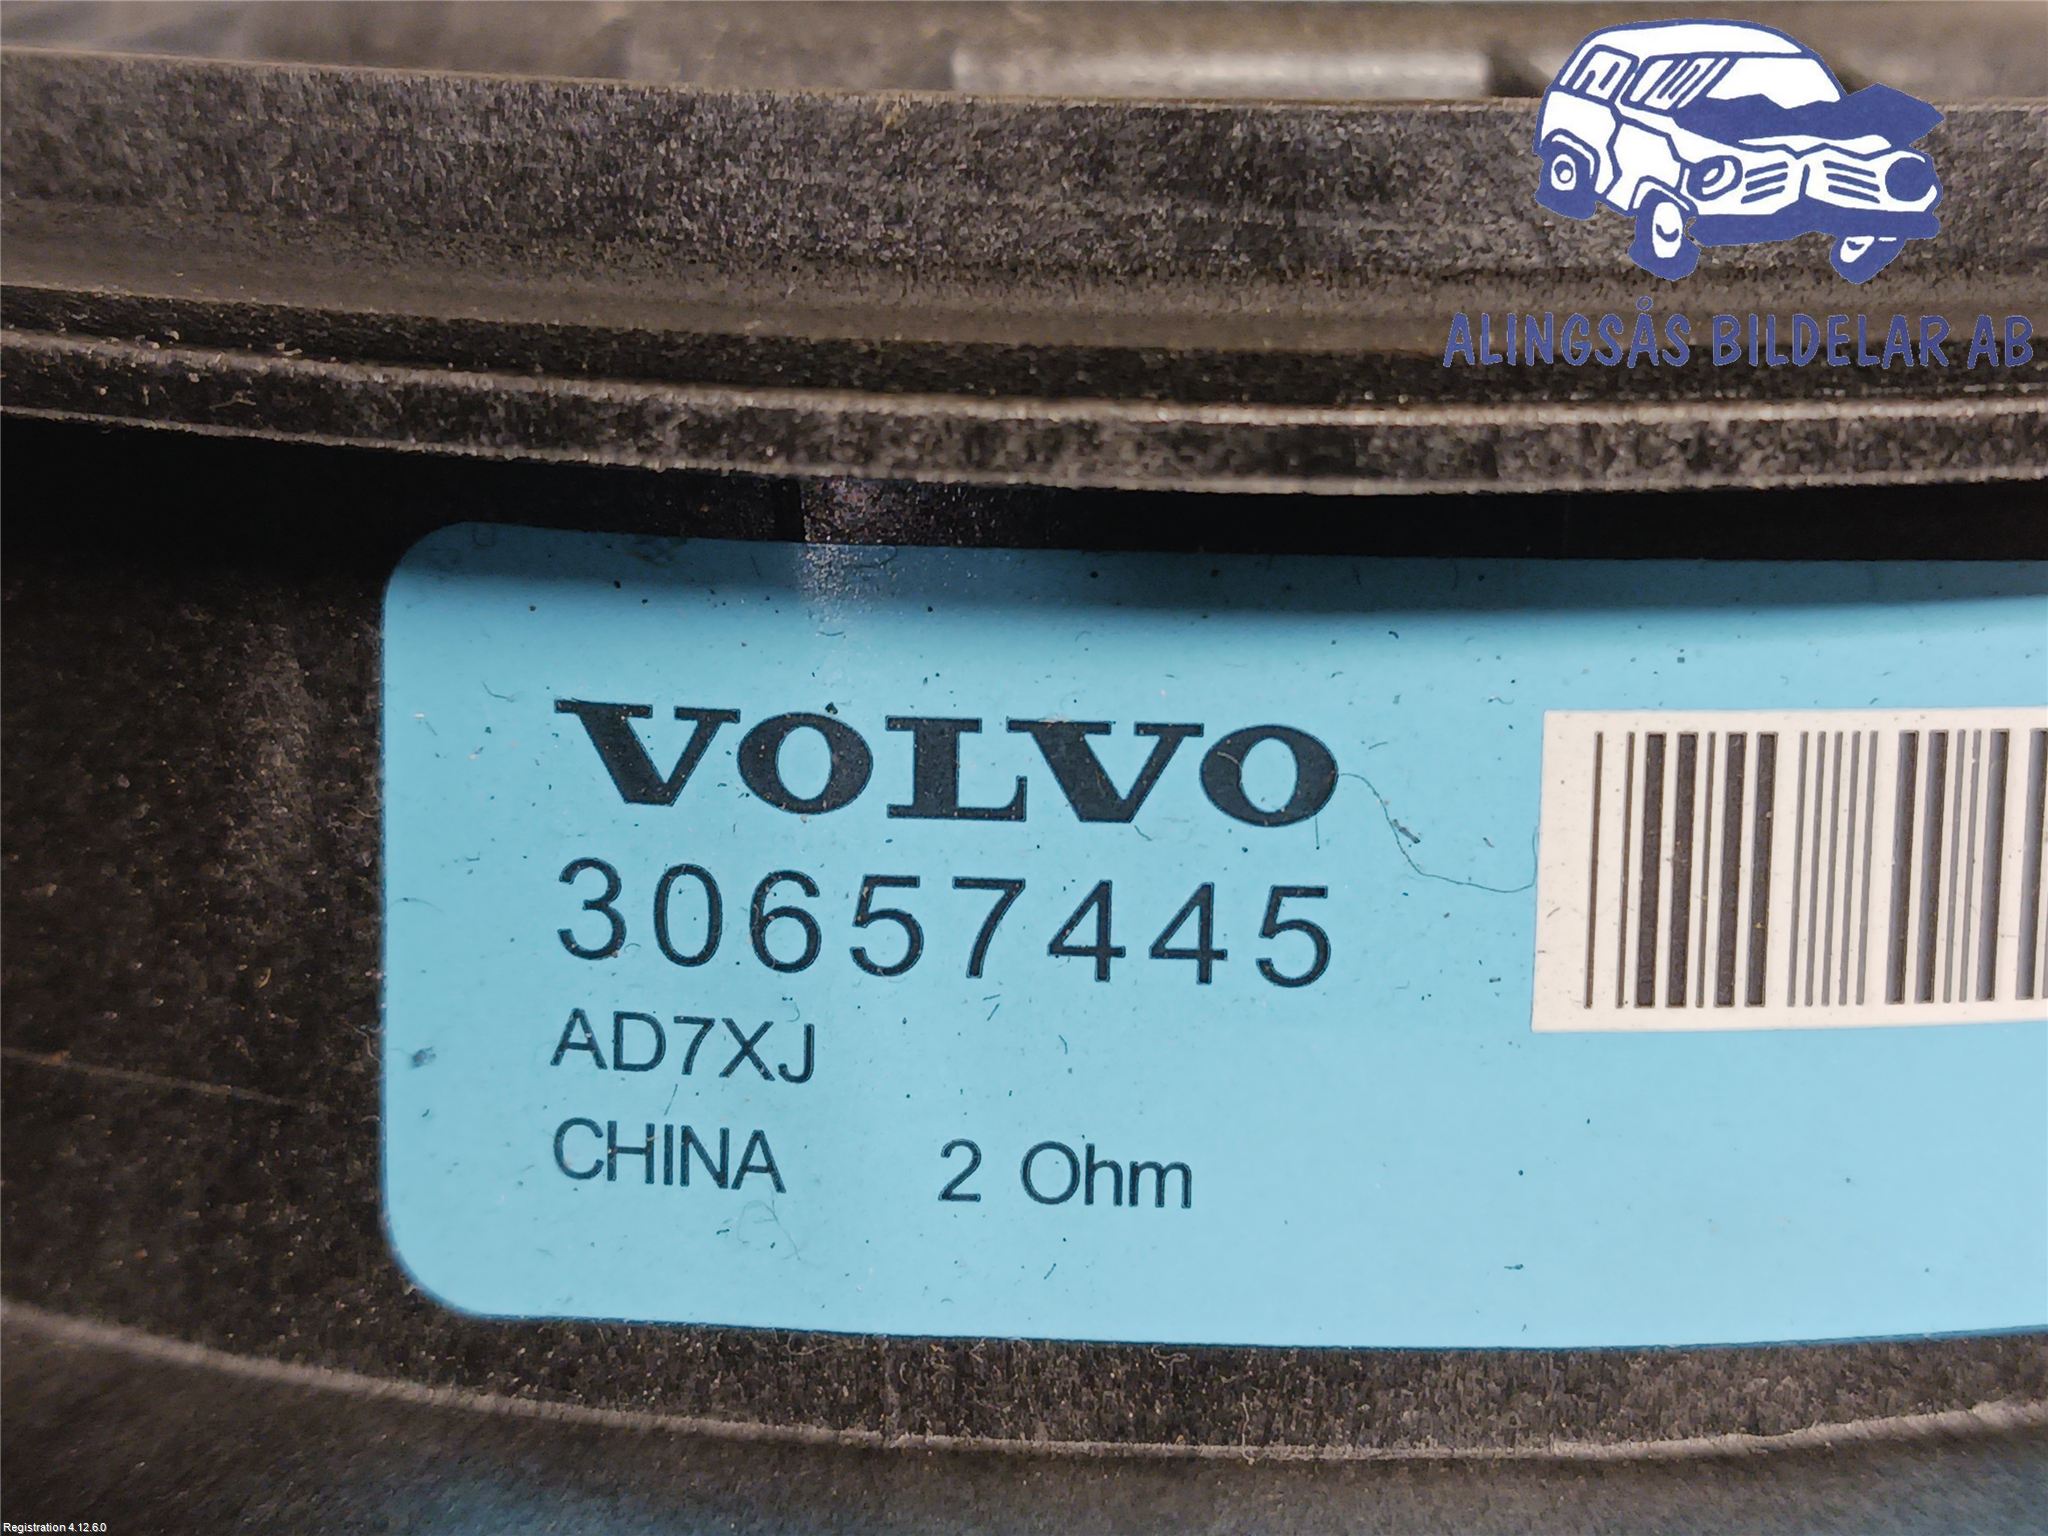 ALINGSÅS BILDELAR AB
VOLVO
30657445
AD7XJ
CHINA 2 Ohm
Registration 4.12.6.0